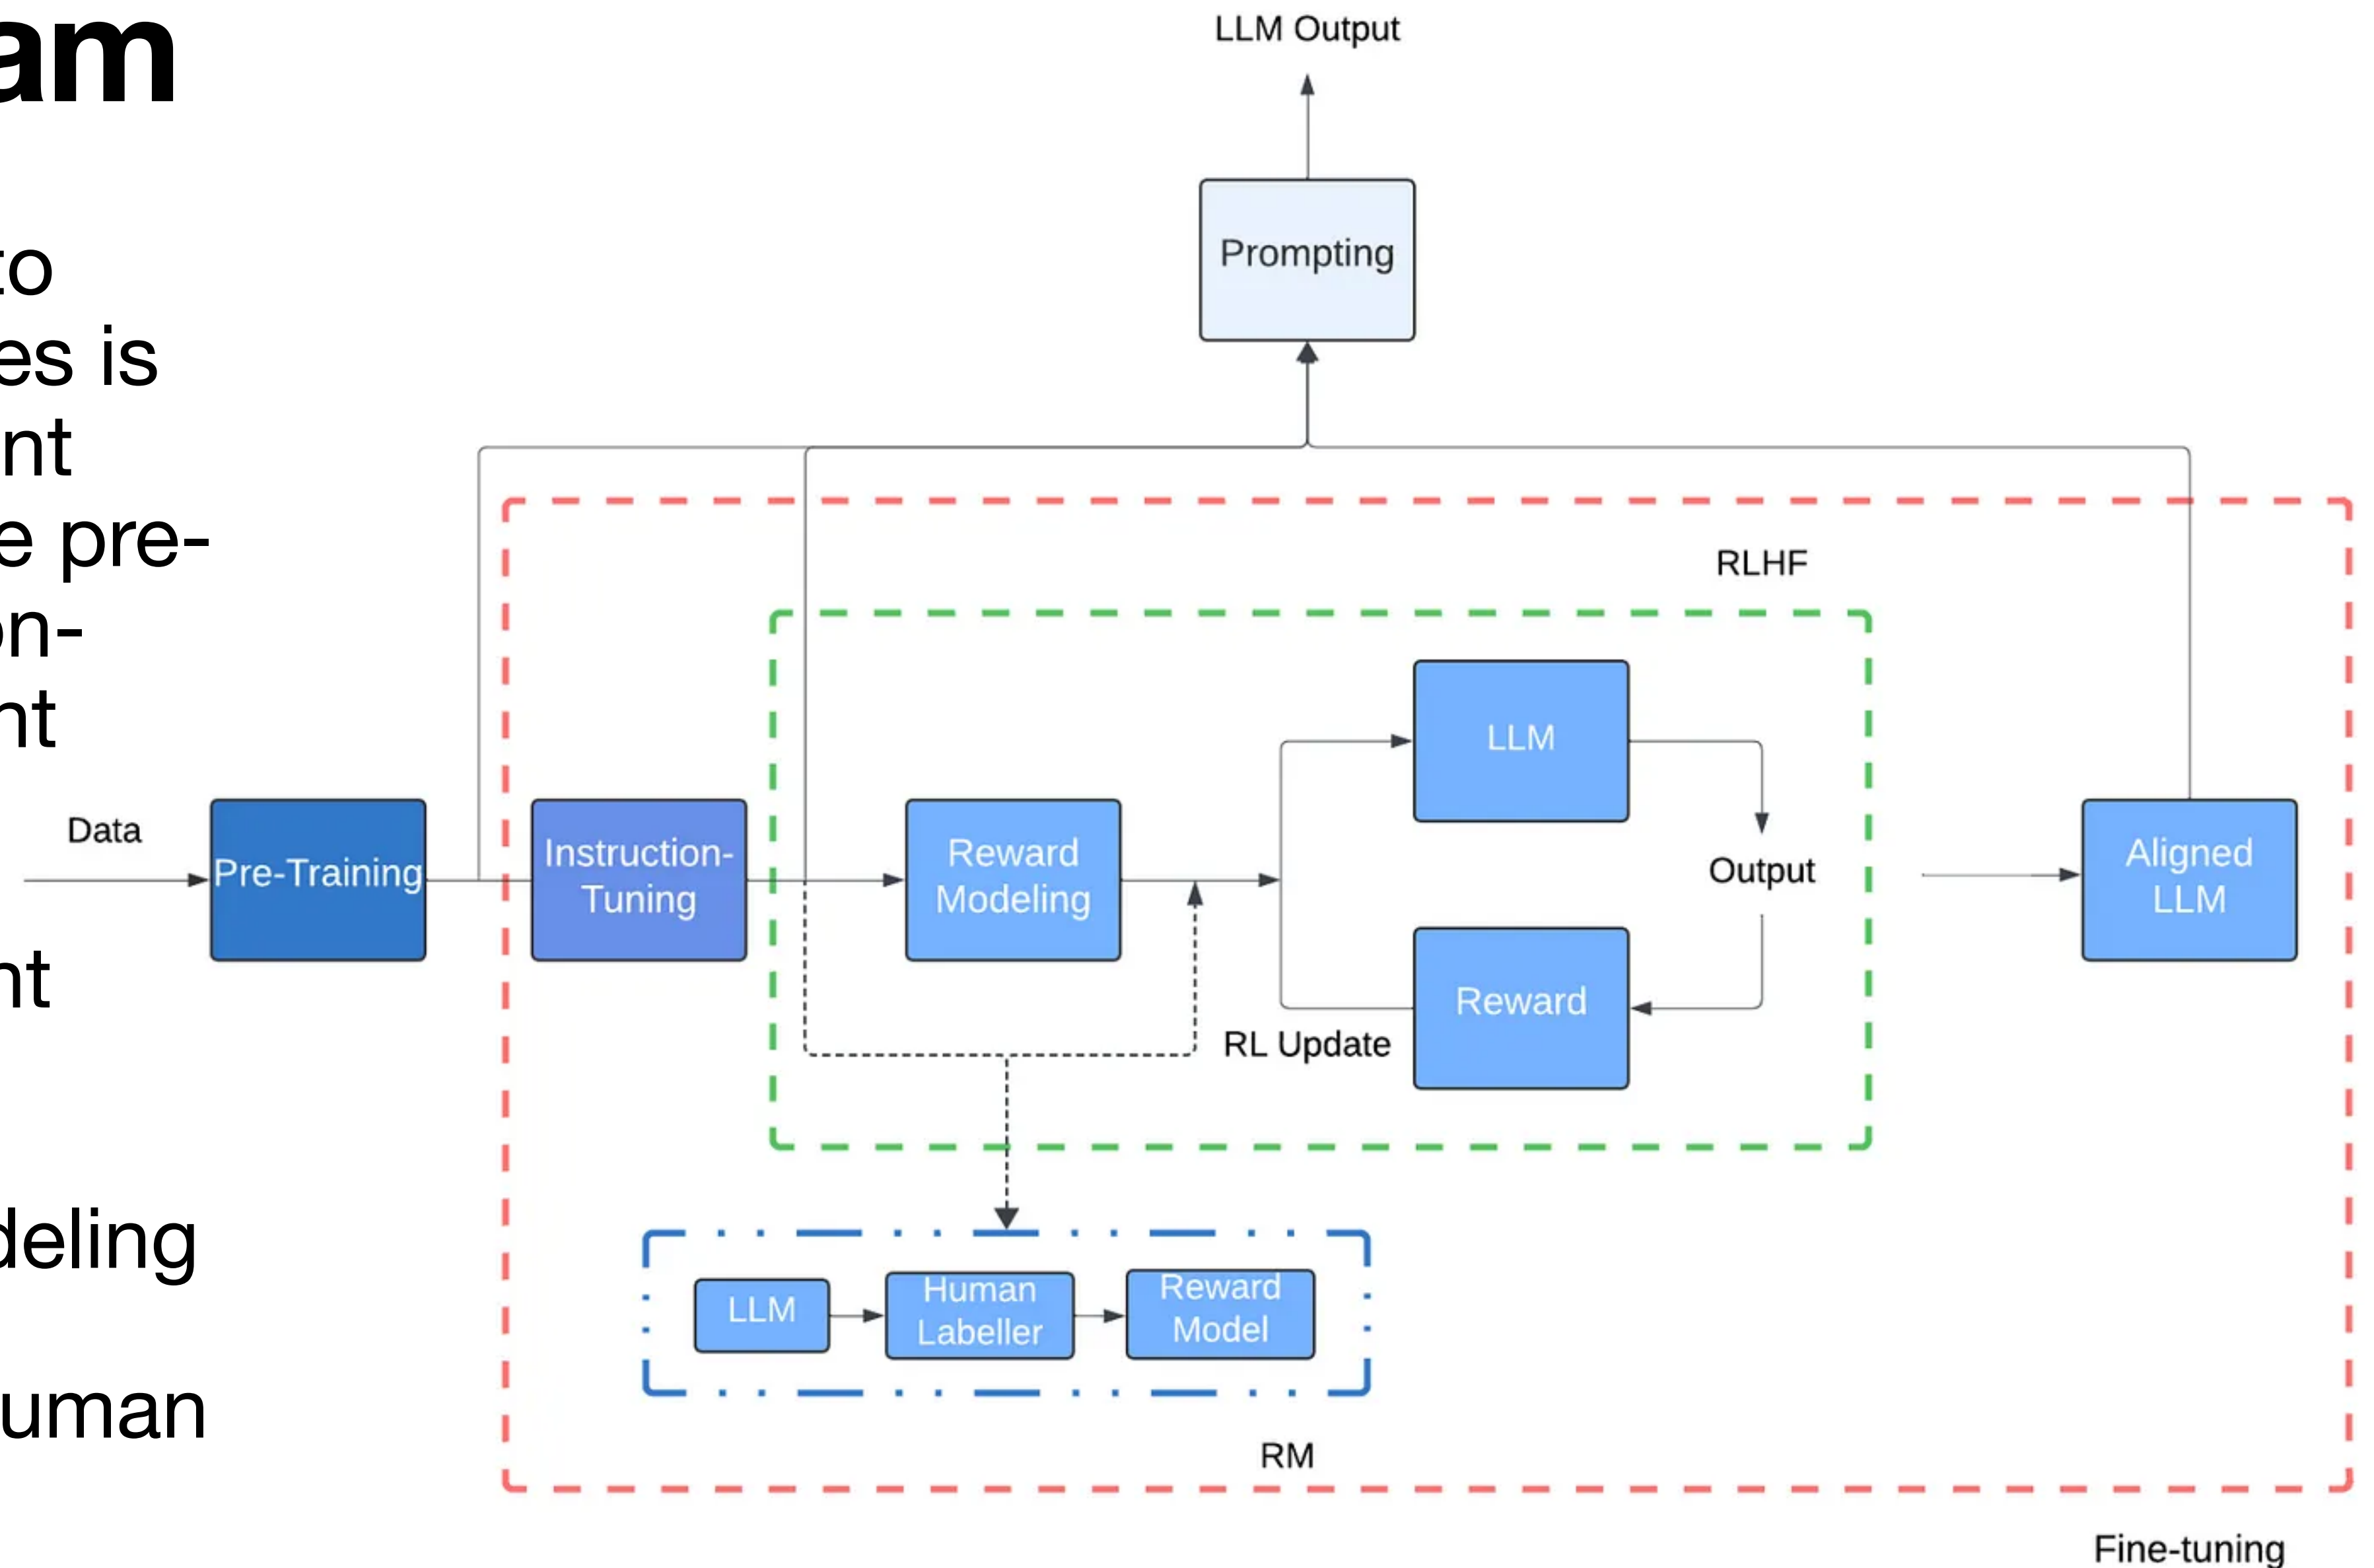 am
to
es is
nt
e pre-
on-
nt
nt
deling
uman
LLM Output
Prompting
RLHF
LLM
Data
Pre-Training
Instruction-
Tuning
Reward
Modeling
Output
Aligned
LLM
Reward
RL Update
LLM
Human
Labeller
Reward
Model
RM
Fine-tuning